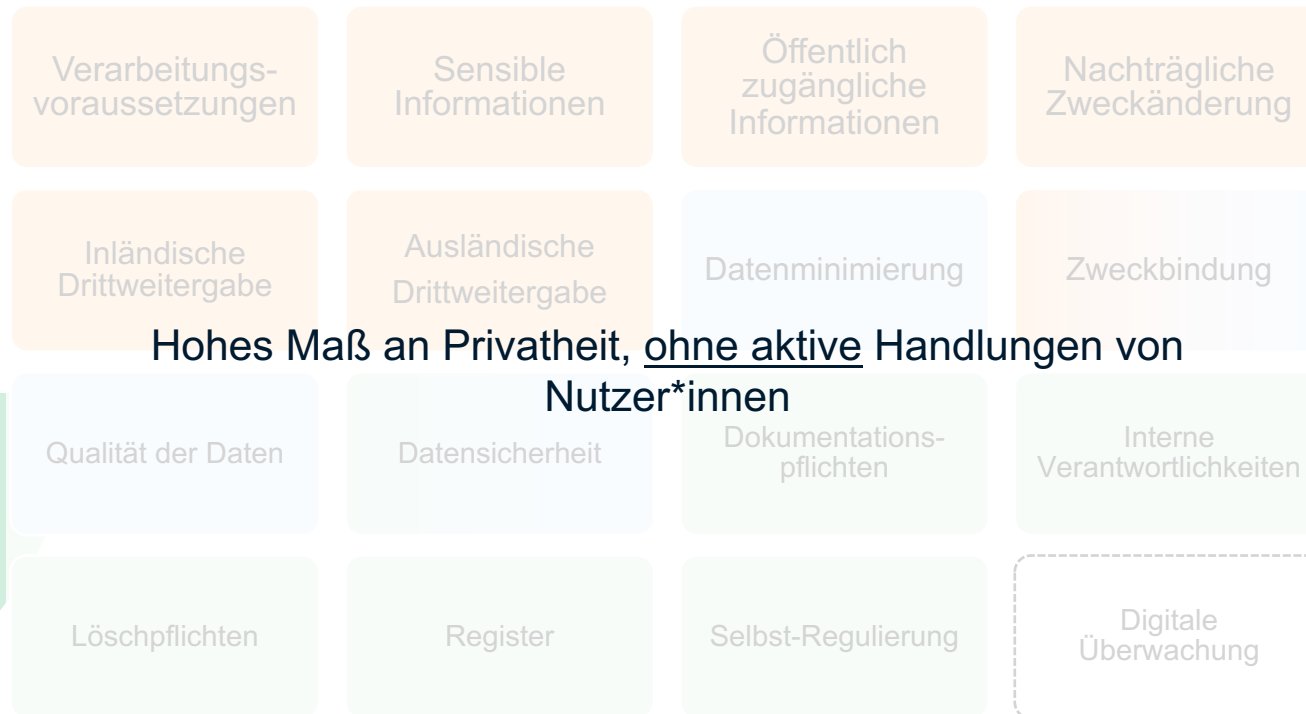 Verarbeitungs-
voraussetzungen
Sensible
Informationen
Öffentlich
zugängliche
Informationen
Nachträgliche
Zweckänderung
Inländische
Drittweitergabe
Ausländische
Drittweitergabe
Datenminimierung
Zweckbindung
Hohes Maß an Privatheit, ohne aktive Handlungen von
Nutzer*innen
Qualität der Daten
Datensicherheit
Dokumentations-
pflichten
Interne
Verantwortlichkeiten
Löschpflichten
Register
Selbst-Regulierung
Digitale
Überwachung